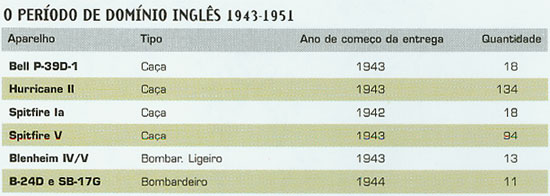 O PERÍODO DE DOMÍNIO INGLÊS 1943-1951
Aparelho Tipo Ano de começo da entrega Quantidade
Bell P-39D-1 Caça 1943 18
Hurricane II Caça 1943 134
Spitfire Ia Caça 1942 18
Spitfire V Caça 1943 94
Blenheim IV/V Bombar. Ligeiro 1943 13
B-24D e SB-17G Bombardeiro 1944 11